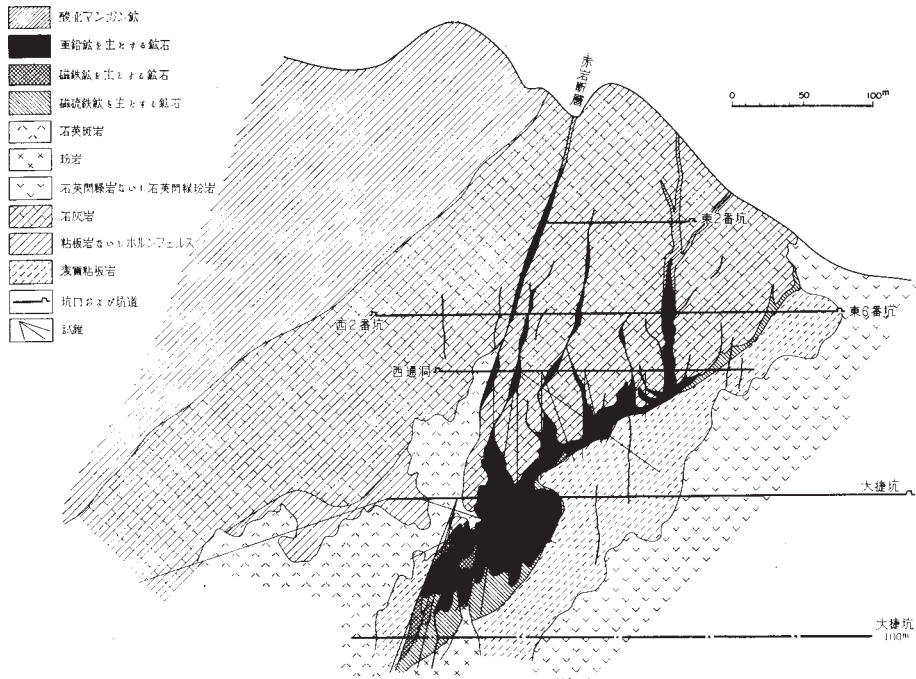 酸化マンガン鉱
亜鉛鉱を主とする鉱石
磁鉄鉱を主とする鉱石
磁硫鉄鉱を主とする鉱石
石英斑岩
玢岩
石英閃緑岩ないし石英閃緑玢岩
石灰岩
粘板岩ないしホルンフェルス
炭質粘板岩
坑口および坑道
試錐
赤岩断層
0 50 100m
東2番坑
西2番坑
東6番坑
西通洞
大捷坑
大捷坑
100m